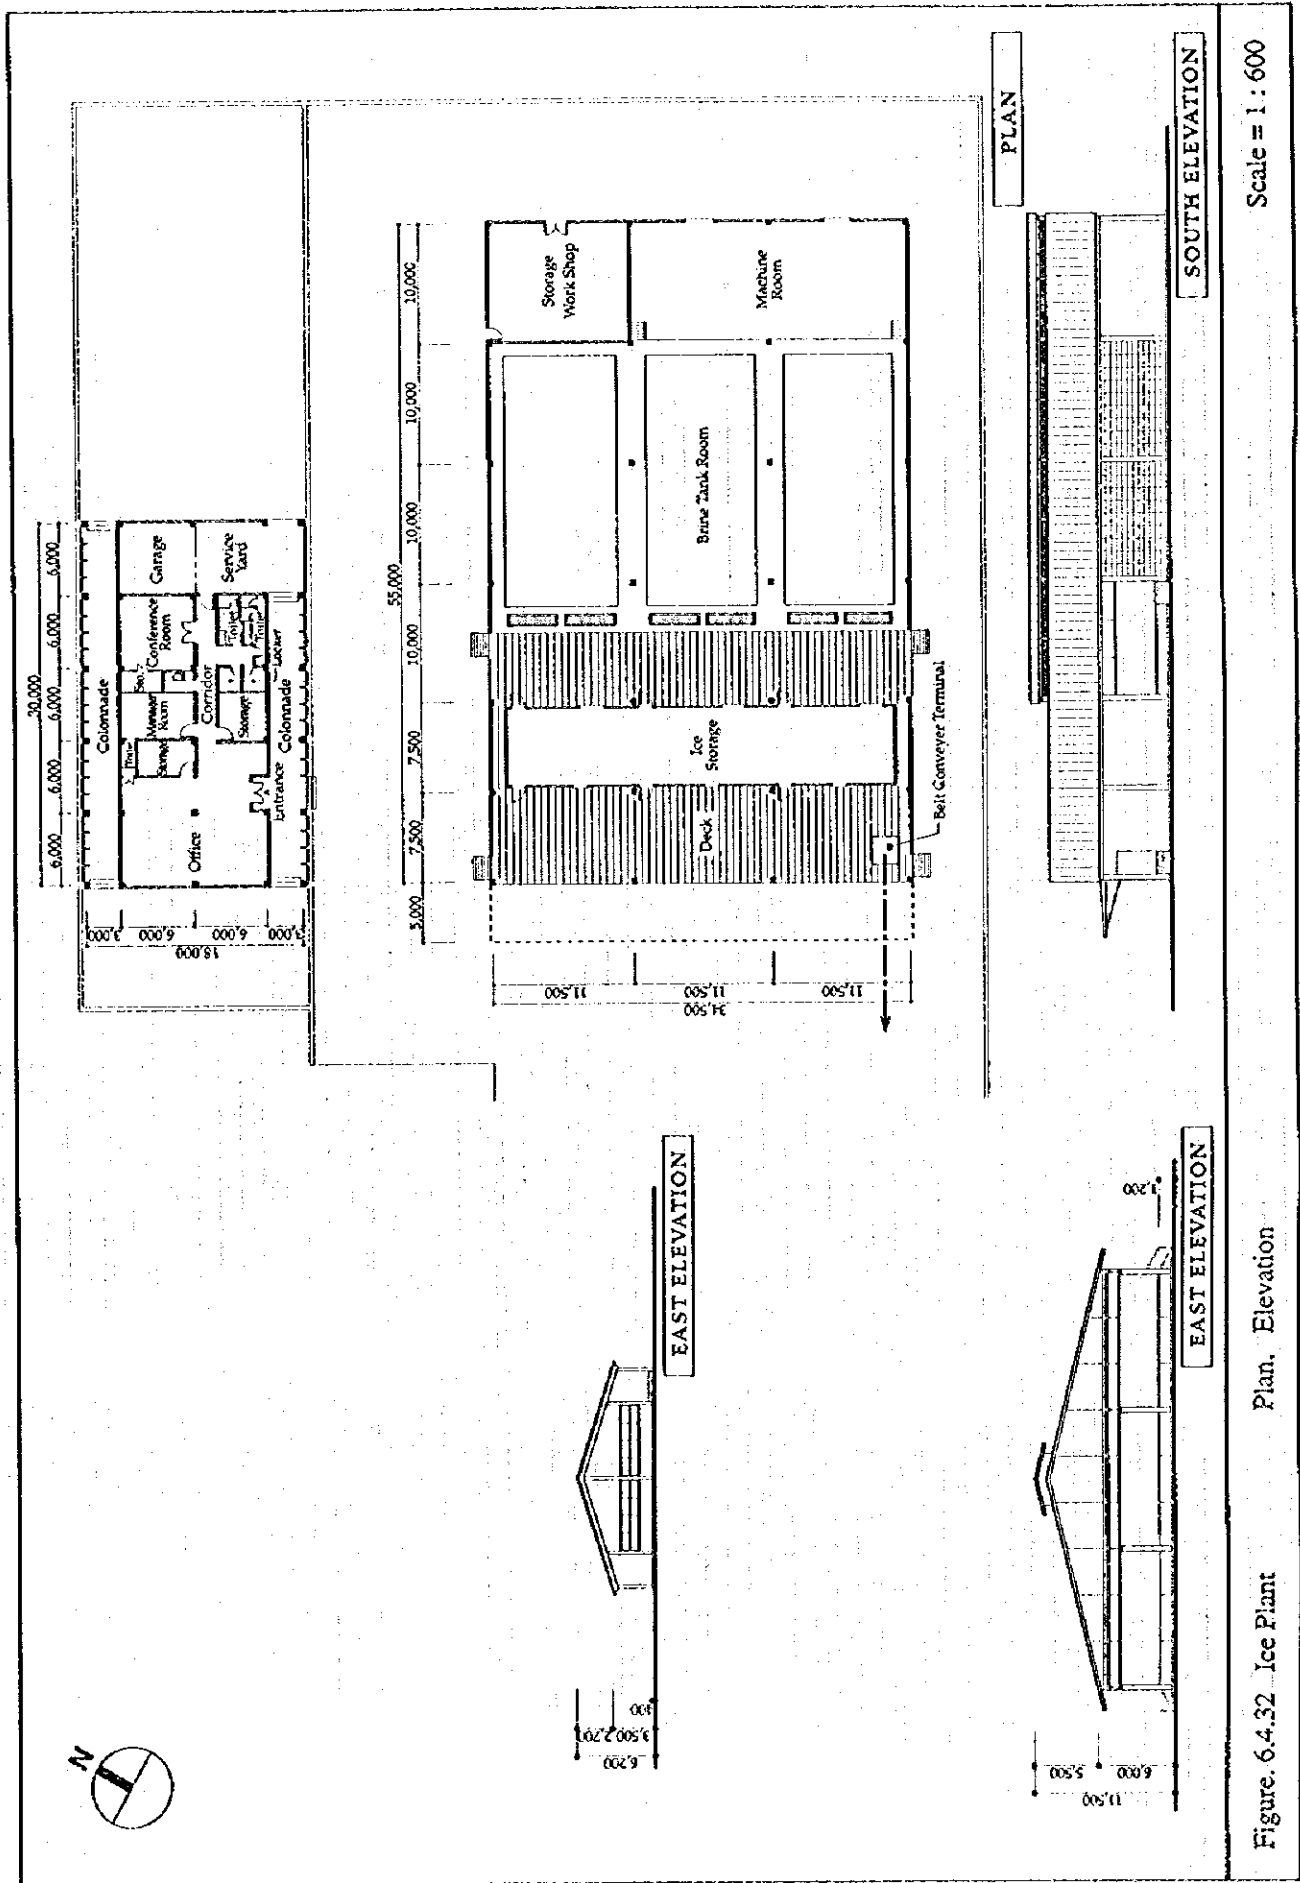 N
30,000
6,000
6,000
6,000
6,000
6,000
Colonnade
Office
Storage
Manager
Room
Conference
Room
Garage
Corridor
Storage
Toilet
Toilet
Service
Yard
Entrance
Colonnade
Locker
3,000
6,000
6,000
3,000
18,000
55,000
5,000
7,500
7,500
10,000
10,000
10,000
10,000
Deck
Ice
Storage
Brine Tank Room
Storage
Work Shop
Machine
Room
Belt Conveyer Terminal
11,500
11,500
11,500
34,500
PLAN
6,200
3,500
2,700
EAST ELEVATION
11,500
5,500
6,000
1,200
EAST ELEVATION
SOUTH ELEVATION
Figure. 6.4.32 Ice Plant
Plan, Elevation
Scale = 1 : 600